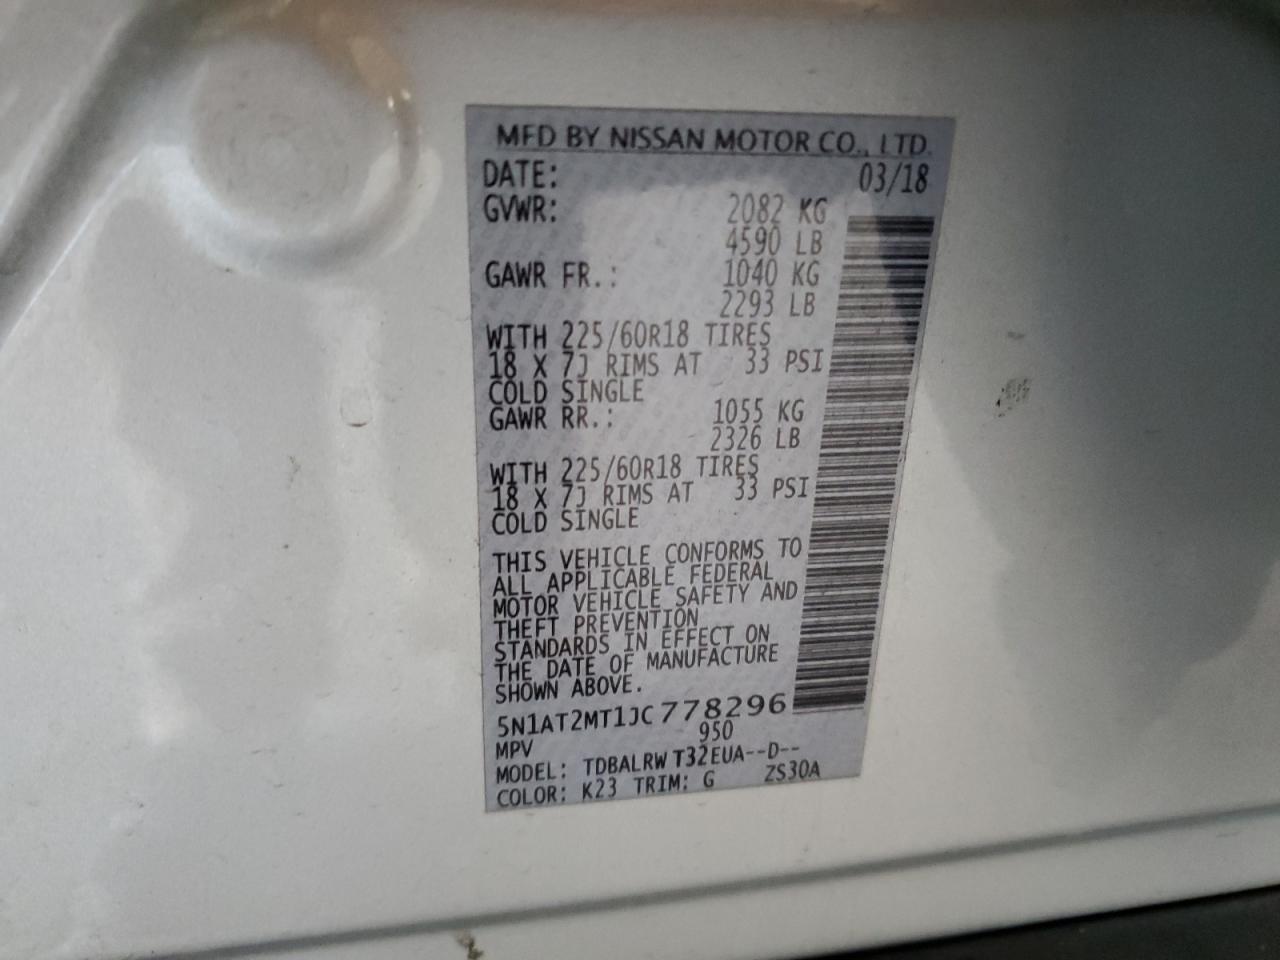 MFD BY NISSAN MOTOR CO., LTD.
DATE: 03/18
GVWR: 2082 KG
4590 LB
GAWR FR.: 1040 KG
2293 LB
WITH 225/60R18 TIRES
18 X 7J RIMS AT 33 PSI
COLD SINGLE
GAWR RR.: 1055 KG
2326 LB
WITH 225/60R18 TIRES
18 X 7J RIMS AT 33 PSI
COLD SINGLE
THIS VEHICLE CONFORMS TO
ALL APPLICABLE FEDERAL
MOTOR VEHICLE SAFETY AND
THEFT PREVENTION
STANDARDS IN EFFECT ON
THE DATE OF MANUFACTURE
SHOWN ABOVE.
5N1AT2MT1JC778296
MPV 950
MODEL: TDBALRW T32EUA--D--
COLOR: K23 TRIM: G ZS30A